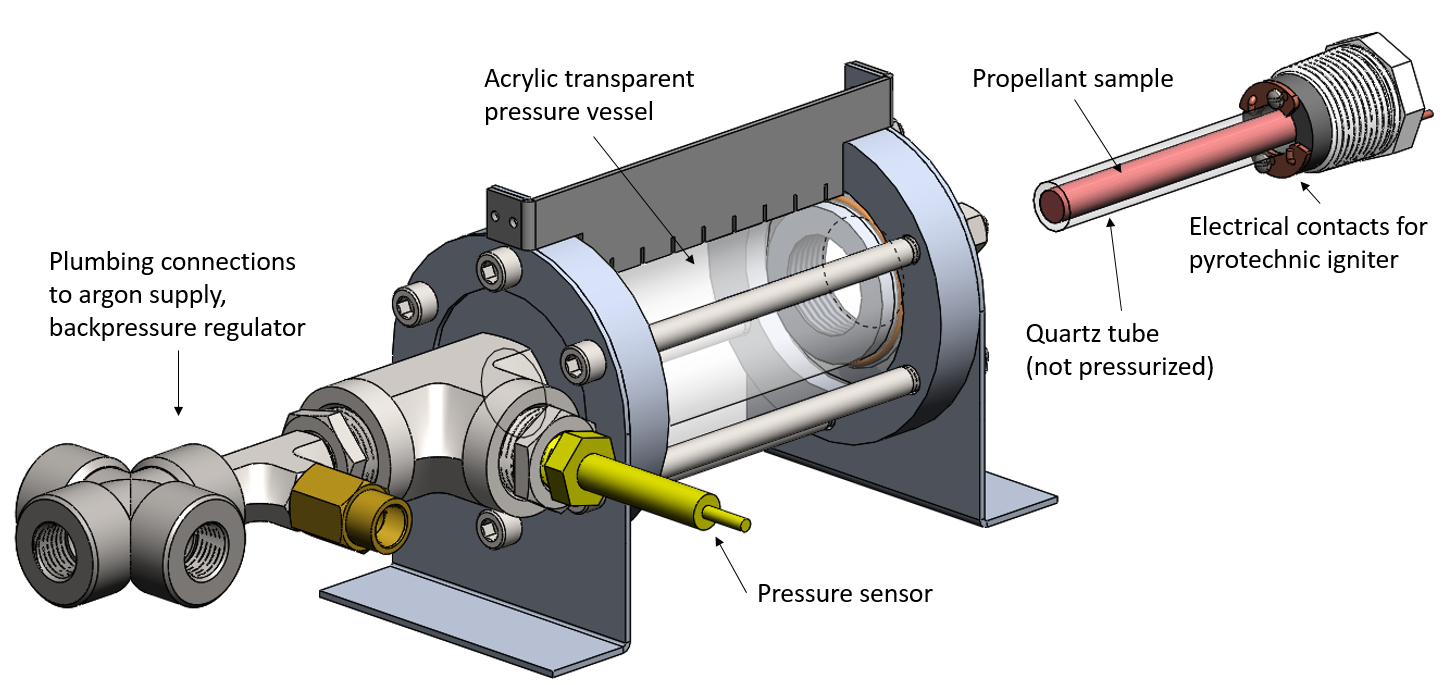 Acrylic transparent
pressure vessel
Propellant sample
Electrical contacts for
pyrotechnic igniter
Plumbing connections
to argon supply,
backpressure regulator
Quartz tube
(not pressurized)
Pressure sensor